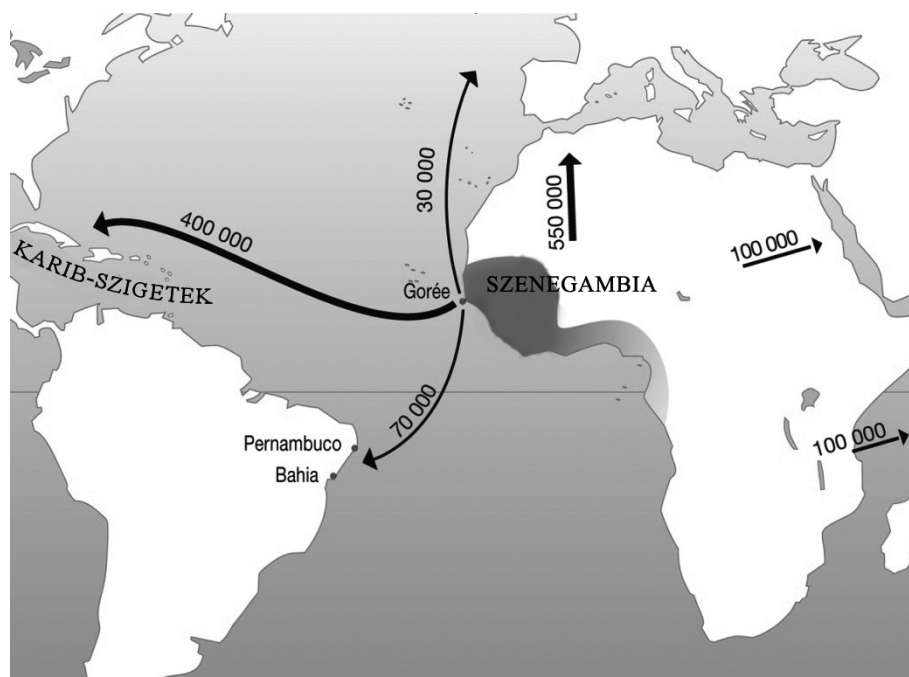 30 000
400 000
550 000
100 000
KARIB-SZIGETEK
Gorée
SZENEGAMBIA
70 000
Pernambuco
Bahia
100 000